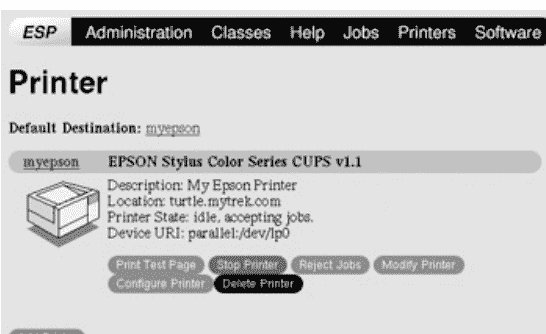 ESP Administration Classes Help Jobs Printers Software
Printer
Default Destination: myepson
myepson EPSON Stylus Color Series CUPS v1.1
Description: My Epson Printer
Location: turtle.mytrek.com
Printer State: idle, accepting jobs.
Device URI: parallel:/dev/lp0
Print Test Page Stop Printer Reject Jobs Modify Printer
Configure Printer Delete Printer